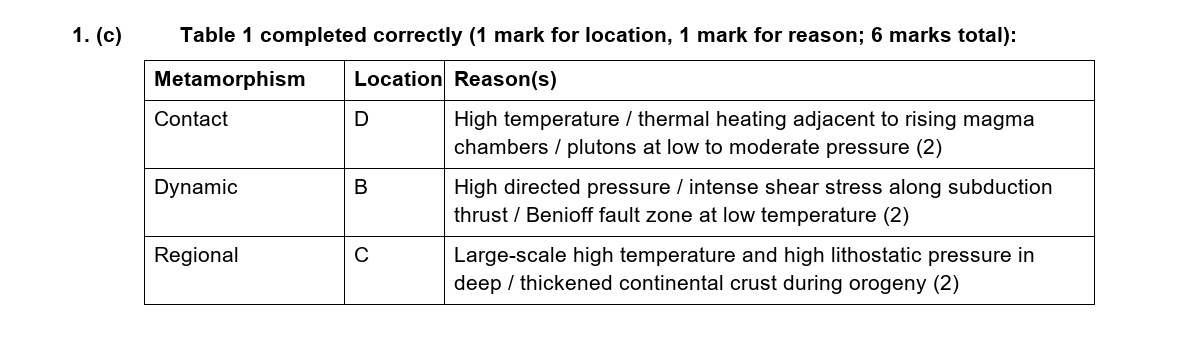 1. (c) Table 1 completed correctly (1 mark for location, 1 mark for reason; 6 marks total):
Metamorphism Location Reason(s)
Contact D High temperature / thermal heating adjacent to rising magma
chambers / plutons at low to moderate pressure (2)
Dynamic B High directed pressure / intense shear stress along subduction
thrust / Benioff fault zone at low temperature (2)
Regional C Large-scale high temperature and high lithostatic pressure in
deep / thickened continental crust during orogeny (2)